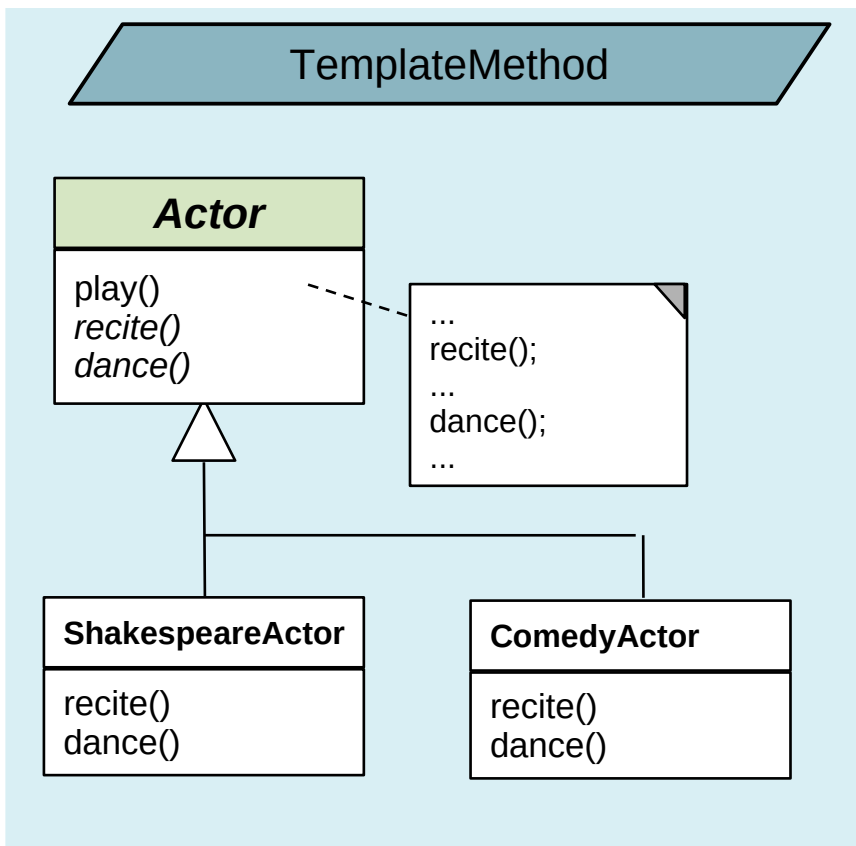 TemplateMethod
Actor
play()
recite()
dance()
...
recite();
...
dance();
...
ShakespeareActor
recite()
dance()
ComedyActor
recite()
dance()